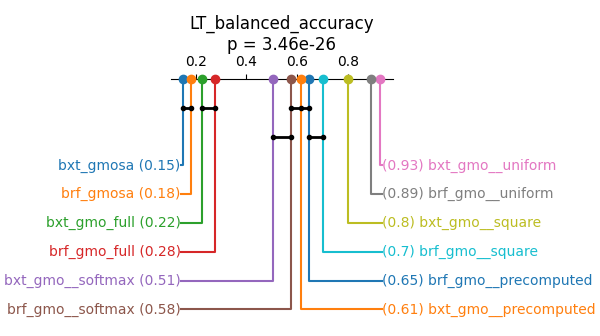 LT_balanced_accuracy
p = 3.46e-26
0.2 0.4 0.6 0.8
bxt_gmosa (0.15)
(0.93) bxt_gmo__uniform
brf_gmosa (0.18)
(0.89) brf_gmo__uniform
bxt_gmo_full (0.22)
(0.8) bxt_gmo__square
brf_gmo_full (0.28)
(0.7) brf_gmo__square
bxt_gmo__softmax (0.51)
(0.65) brf_gmo__precomputed
brf_gmo__softmax (0.58)
(0.61) bxt_gmo__precomputed